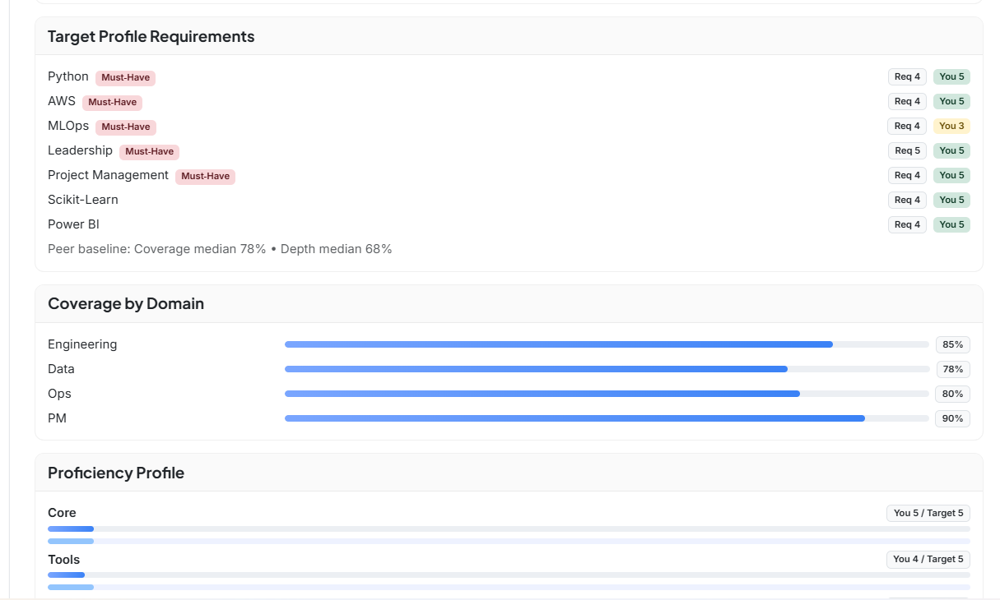 Target Profile Requirements
Python Must-Have Req 4 You 5
AWS Must-Have Req 4 You 5
MLOps Must-Have Req 4 You 3
Leadership Must-Have Req 5 You 5
Project Management Must-Have Req 4 You 5
Scikit-Learn Req 4 You 5
Power BI Req 4 You 5
Peer baseline: Coverage median 78% • Depth median 68%
Coverage by Domain
Engineering 85%
Data 78%
Ops 80%
PM 90%
Proficiency Profile
Core You 5 / Target 5
Tools You 4 / Target 5